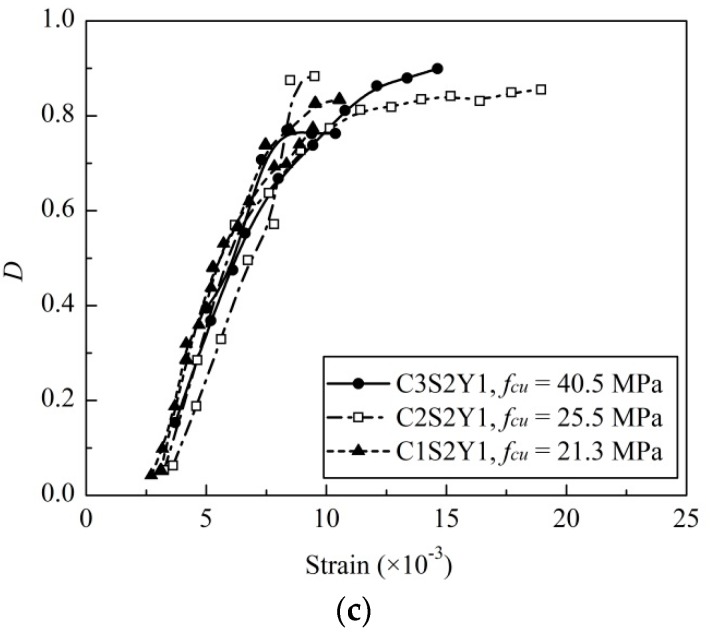 1.0
0.8
0.6
0.4
0.2
0.0
D
C3S2Y1, fcu = 40.5 MPa
C2S2Y1, fcu = 25.5 MPa
C1S2Y1, fcu = 21.3 MPa
0 5 10 15 20 25
Strain (×10-3)
(c)